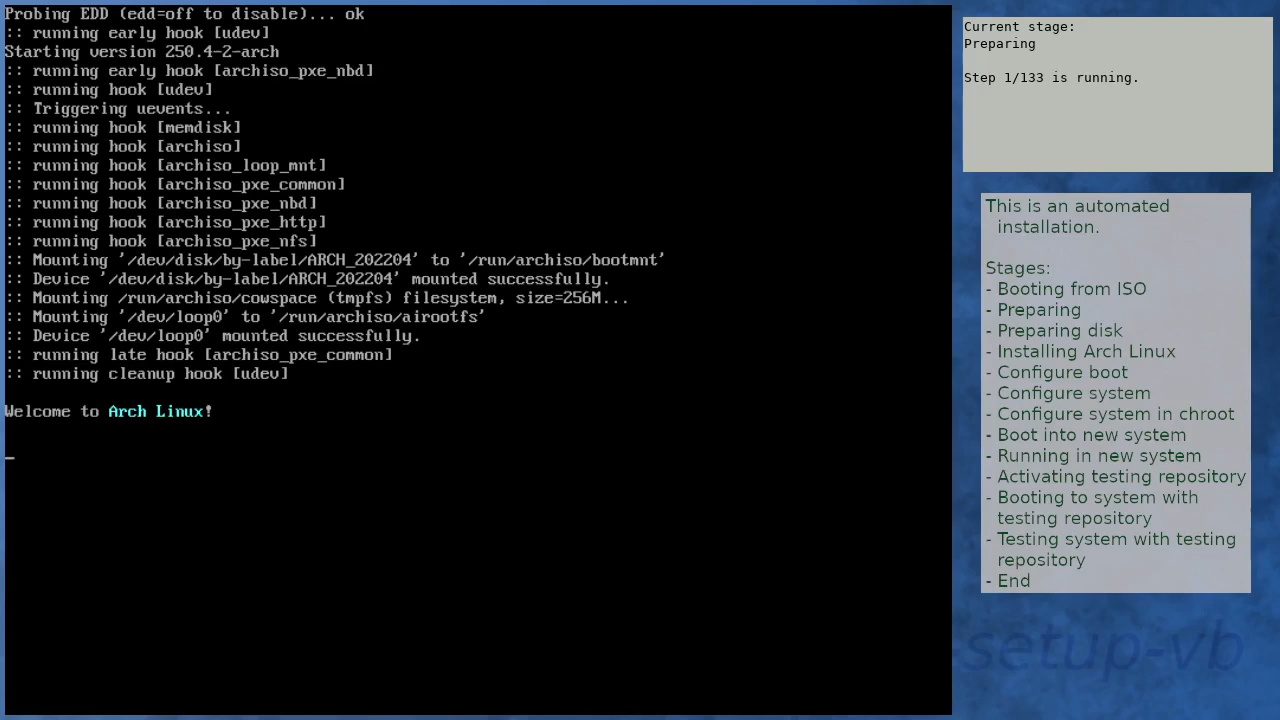 Probing EDD (edd=off to disable)... ok
:: running early hook [udev]
Starting version 250.4-2-arch
:: running early hook [archiso_pxe_nbd]
:: running hook [udev]
:: Triggering uevents...
:: running hook [memdisk]
:: running hook [archiso]
:: running hook [archiso_loop_mnt]
:: running hook [archiso_pxe_common]
:: running hook [archiso_pxe_nbd]
:: running hook [archiso_pxe_http]
:: running hook [archiso_pxe_nfs]
:: Mounting '/dev/disk/by-label/ARCH_202204' to '/run/archiso/bootmnt'
:: Device '/dev/disk/by-label/ARCH_202204' mounted successfully.
:: Mounting /run/archiso/cowspace (tmpfs) filesystem, size=256M...
:: Mounting '/dev/loop0' to '/run/archiso/airootfs'
:: Device '/dev/loop0' mounted successfully.
:: running late hook [archiso_pxe_common]
:: running cleanup hook [udev]
Welcome to Arch Linux!
_
Current stage:
Preparing
Step 1/133 is running.
This is an automated
installation.
Stages:
- Booting from ISO
- Preparing
- Preparing disk
- Installing Arch Linux
- Configure boot
- Configure system
- Configure system in chroot
- Boot into new system
- Running in new system
- Activating testing repository
- Booting to system with
testing repository
- Testing system with testing
repository
- End
setup-vb